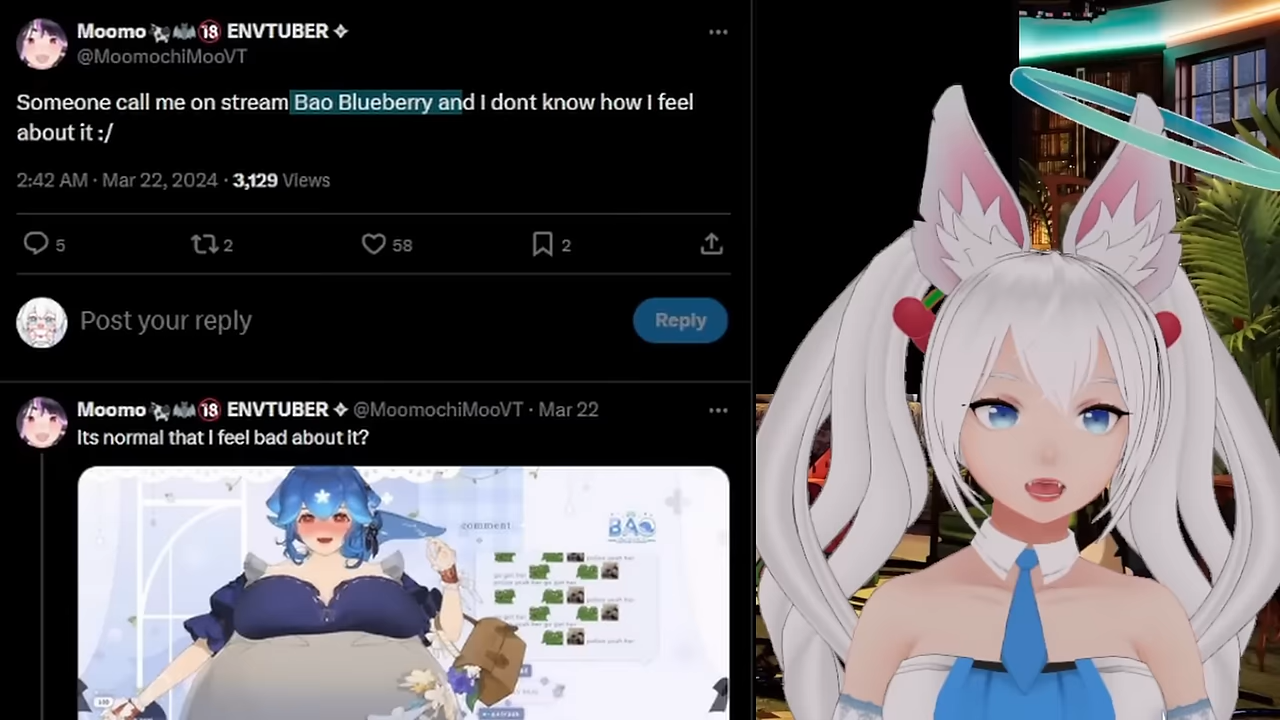 Moomo 🔞 ENVTUBER ✧
@MoomochiMooVT
Someone call me on stream Bao Blueberry and I dont know how I feel
about it :/
2:42 AM · Mar 22, 2024 · 3,129 Views
5 2 58 2
Post your reply
Reply
Moomo 🔞 ENVTUBER ✧ @MoomochiMooVT · Mar 22
Its normal that I feel bad about it?
comment
BAO